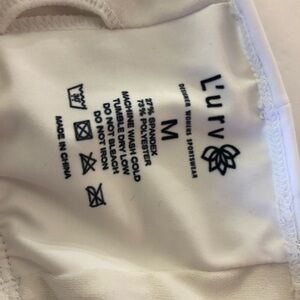 L'urv
DESIGNER WOMENS SPORTSWEAR
M
27% SPANDEX
73% POLYESTER
MACHINE WASH COLD
TUMBLE DRY LOW
DO NOT BLEACH
DO NOT IRON
MADE IN CHINA